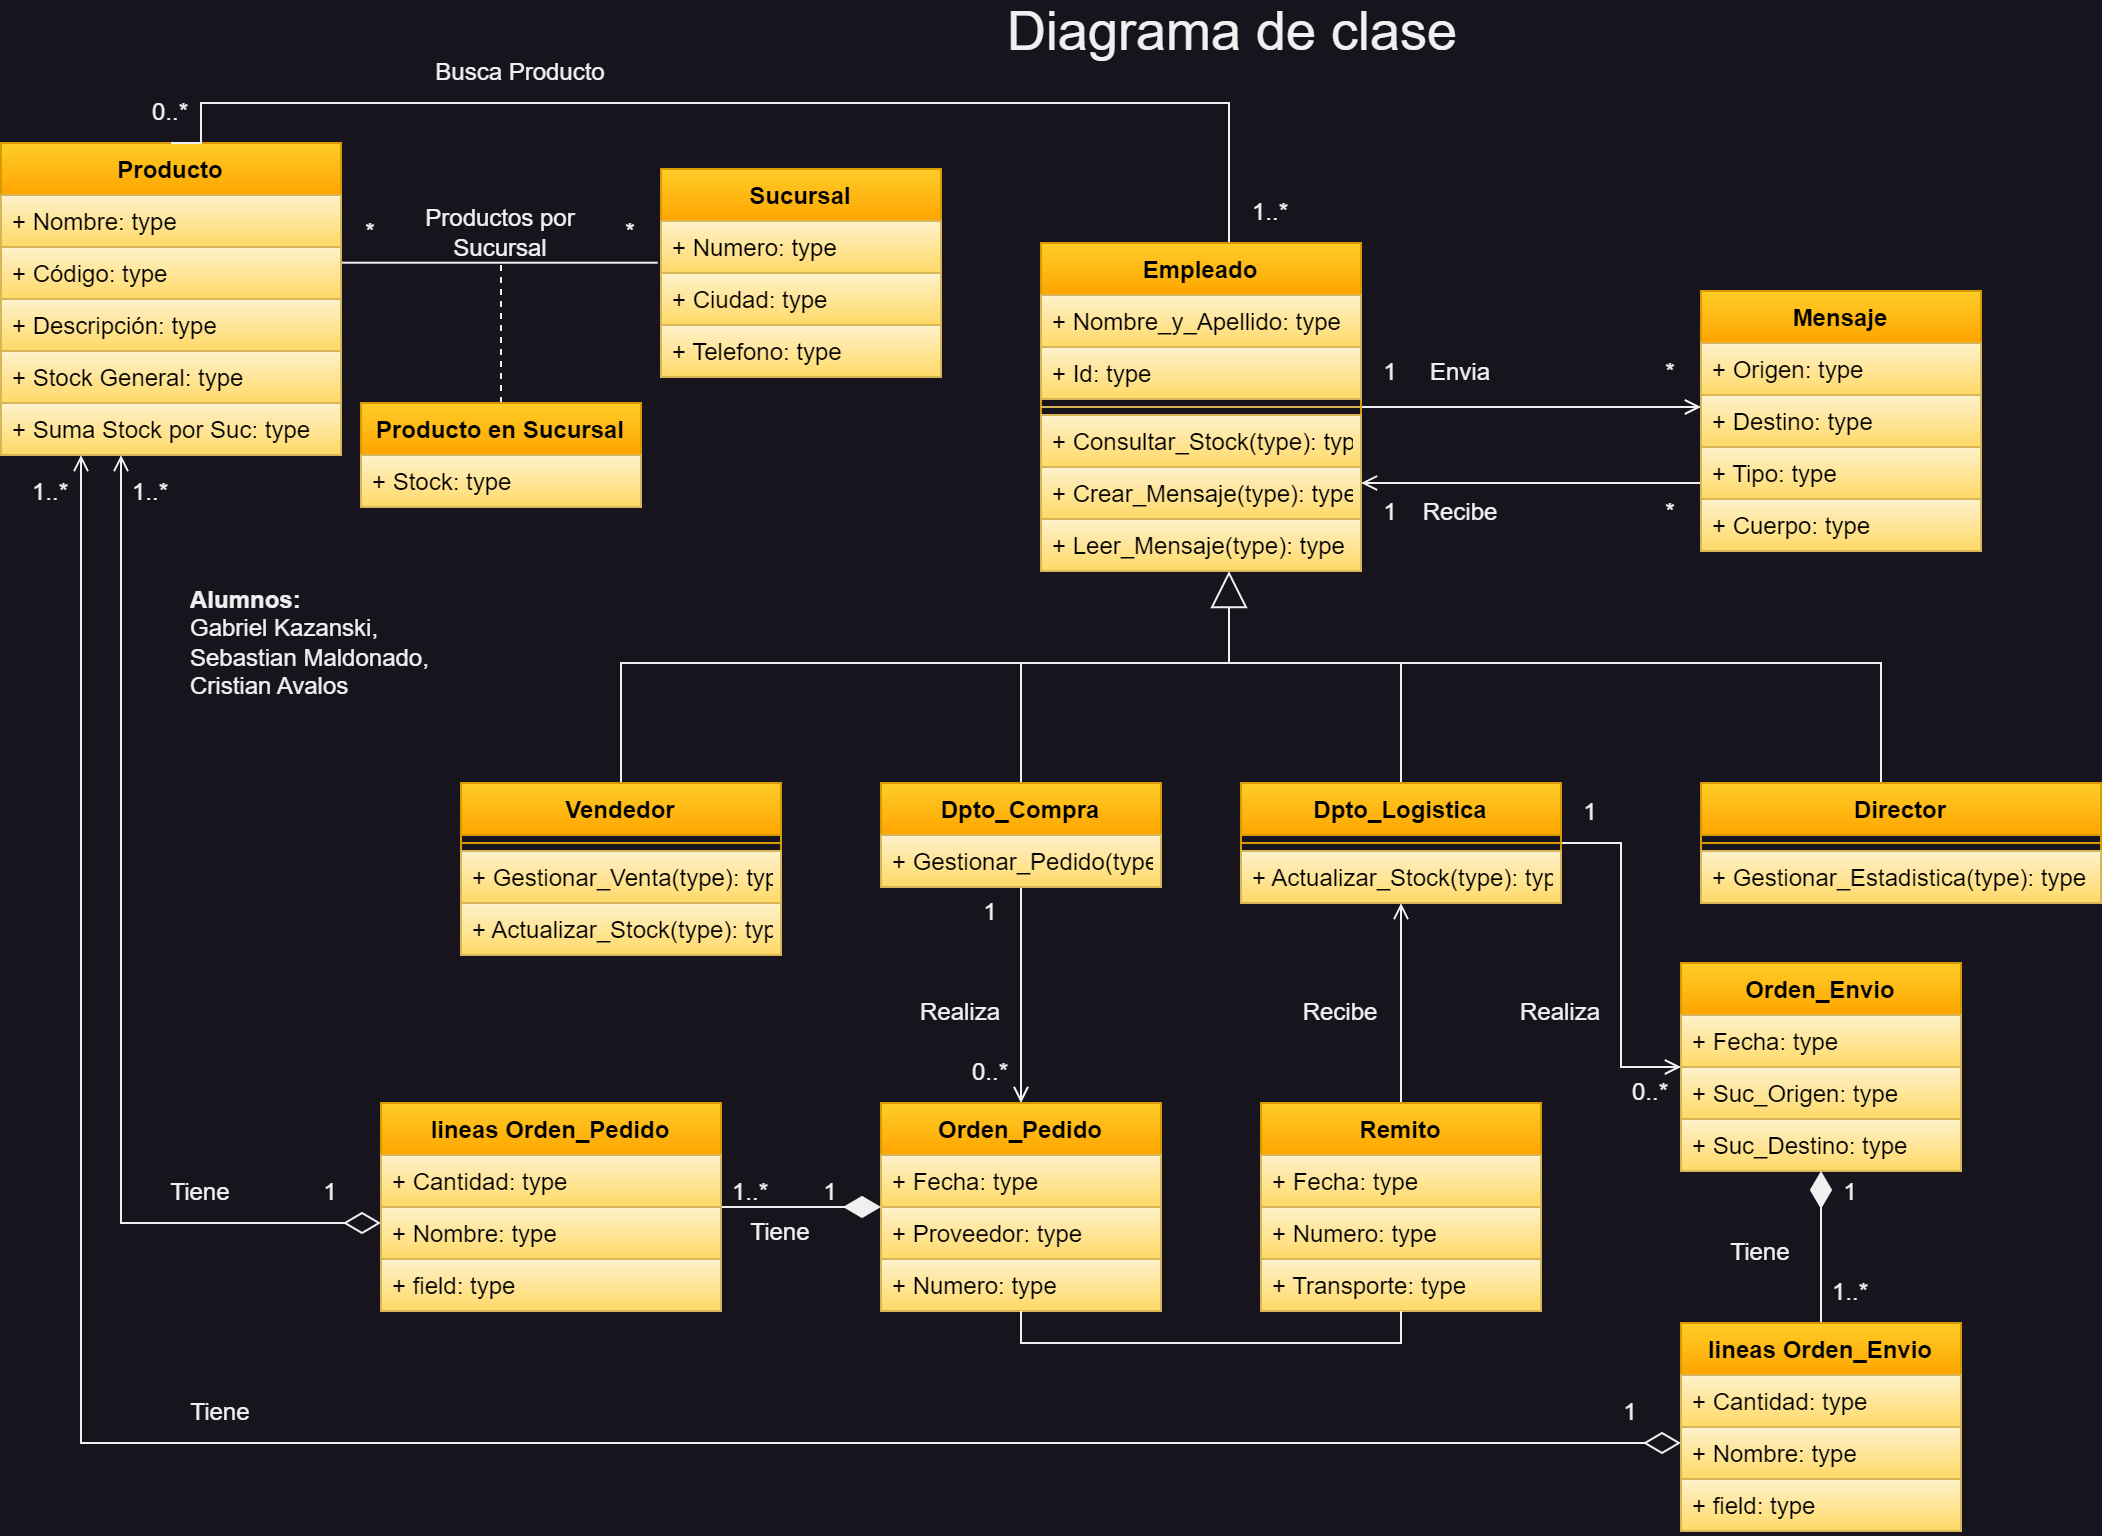 Diagrama de clase
Busca Producto
0..*
1..*
Producto
+ Nombre: type
+ Código: type
+ Descripción: type
+ Stock General: type
+ Suma Stock por Suc: type
*
Productos por
Sucursal
*
Sucursal
+ Numero: type
+ Ciudad: type
+ Telefono: type
Producto en Sucursal
+ Stock: type
Empleado
+ Nombre_y_Apellido: type
+ Id: type
+ Consultar_Stock(type): typ
+ Crear_Mensaje(type): type
+ Leer_Mensaje(type): type
1
Envia
*
1
Recibe
*
Mensaje
+ Origen: type
+ Destino: type
+ Tipo: type
+ Cuerpo: type
1..*
1..*
Alumnos:
Gabriel Kazanski,
Sebastian Maldonado,
Cristian Avalos
Vendedor
+ Gestionar_Venta(type): typ
+ Actualizar_Stock(type): typ
Dpto_Compra
+ Gestionar_Pedido(type
Dpto_Logistica
+ Actualizar_Stock(type): typ
1
Director
+ Gestionar_Estadistica(type): type
1
Realiza
0..*
Recibe
Realiza
0..*
Orden_Envio
+ Fecha: type
+ Suc_Origen: type
+ Suc_Destino: type
lineas Orden_Pedido
+ Cantidad: type
+ Nombre: type
+ field: type
Tiene
1
1..*
1
Tiene
Orden_Pedido
+ Fecha: type
+ Proveedor: type
+ Numero: type
Remito
+ Fecha: type
+ Numero: type
+ Transporte: type
1
Tiene
1..*
lineas Orden_Envio
+ Cantidad: type
+ Nombre: type
+ field: type
Tiene
1